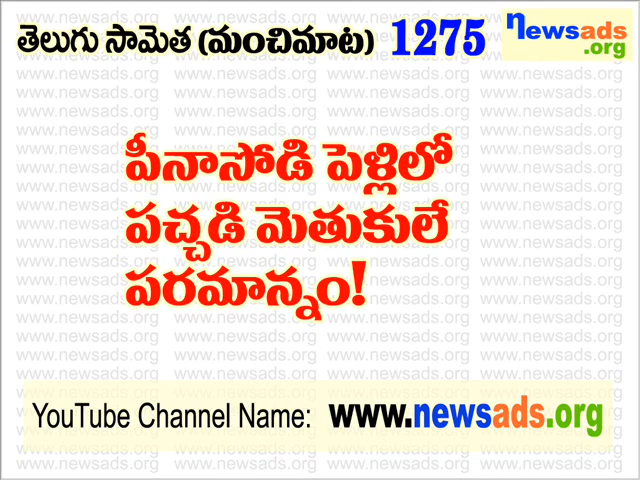 తెలుగు సామెత (మంచిమాట) 1275
newsads
.org
పీనాసోడి పెళ్లిలో
పచ్చడి మెతుకులే
పరమాన్నం!
YouTube Channel Name: www.newsads.org